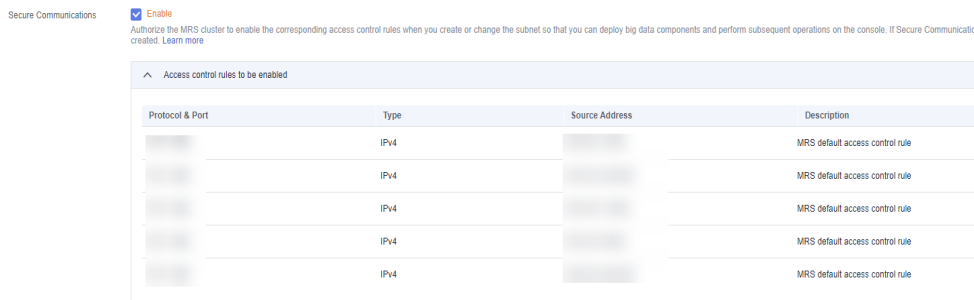 Secure Communications
Enable
Authorize the MRS cluster to enable the corresponding access control rules when you create or change the subnet so that you can deploy big data components and perform subsequent operations on the console. If Secure
created. Learn more
Access control rules to be enabled
Protocol & Port Type Source Address Description
IPv4 MRS default access control rule
IPv4 MRS default access control rule
IPv4 MRS default access control rule
IPv4 MRS default access control rule
IPv4 MRS default access control rule